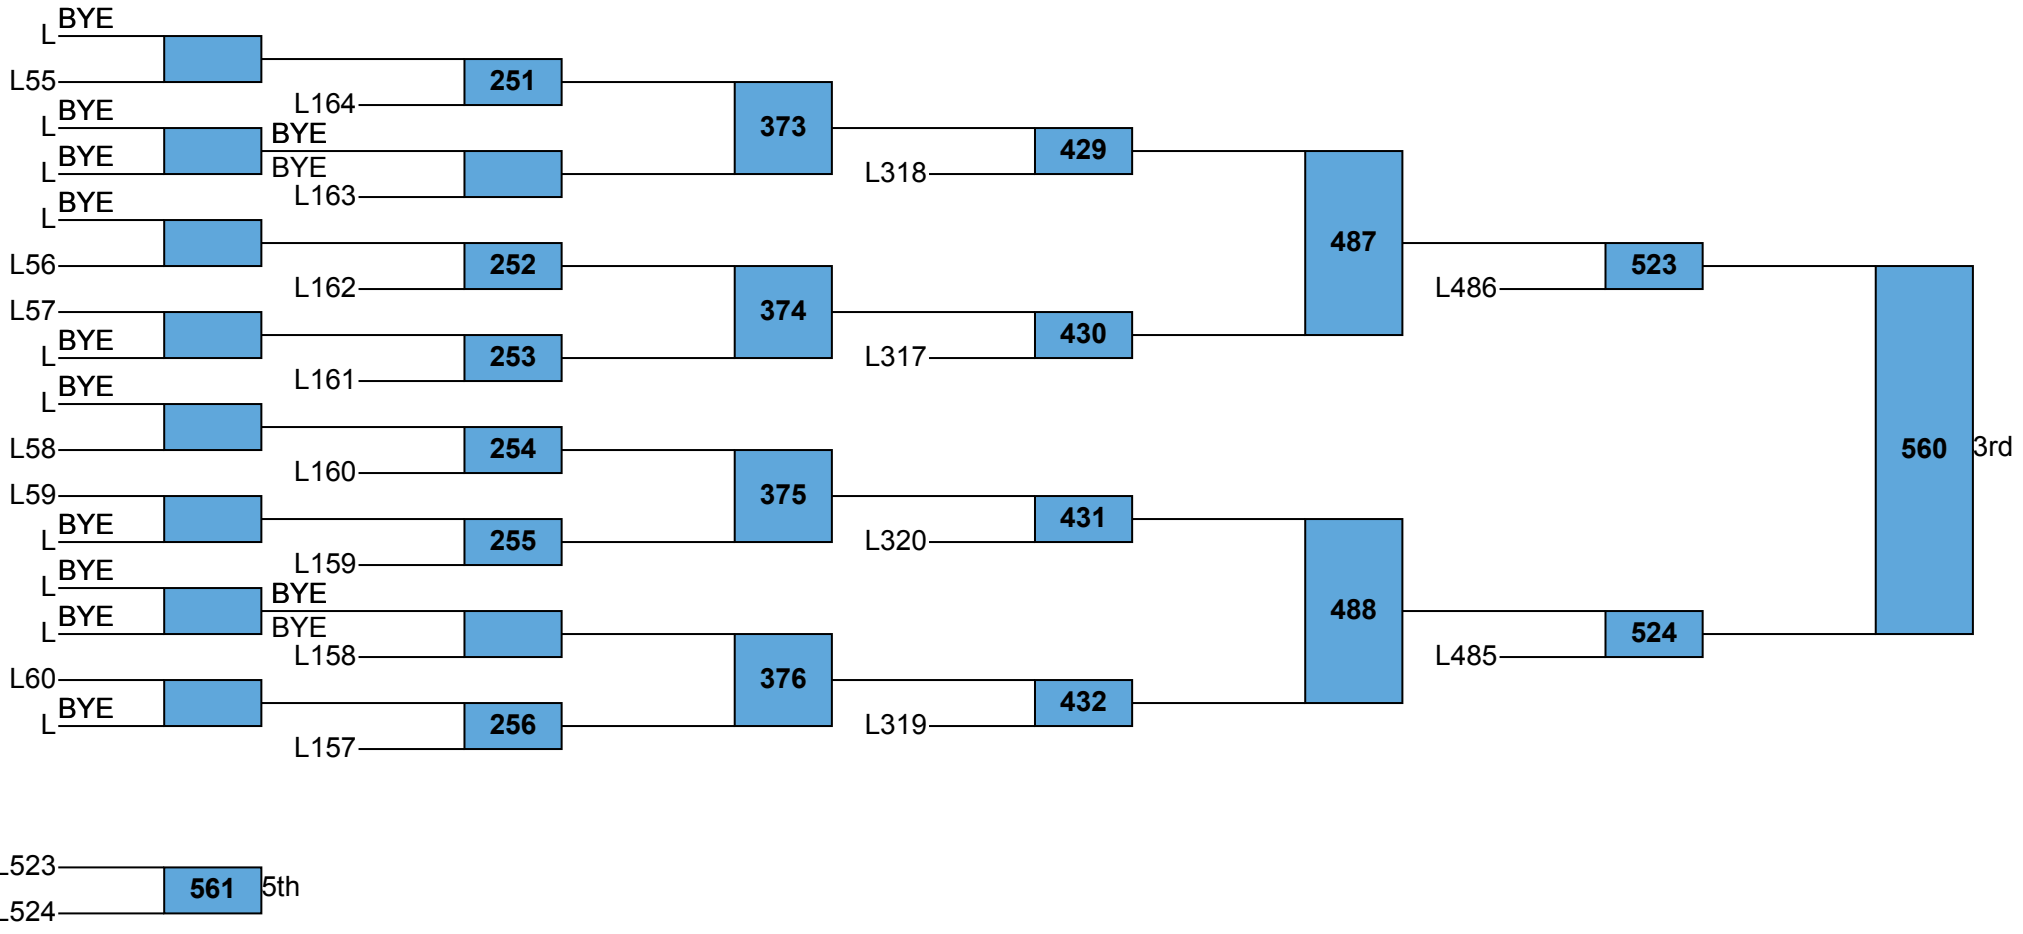 BYE
L
L55
251
L164
BYE
L
BYE
L
BYE
BYE
L163
373
L318
429
BYE
L
L56
252
L162
L57
BYE
L
253
L161
374
L317
430
487
L486
523
BYE
L
L58
254
L160
L59
BYE
L
255
L159
375
L320
431
BYE
L
BYE
L
BYE
BYE
L158
L60
BYE
L
256
L157
376
L319
432
488
L485
524
560
3rd
L523
L524
561
5th